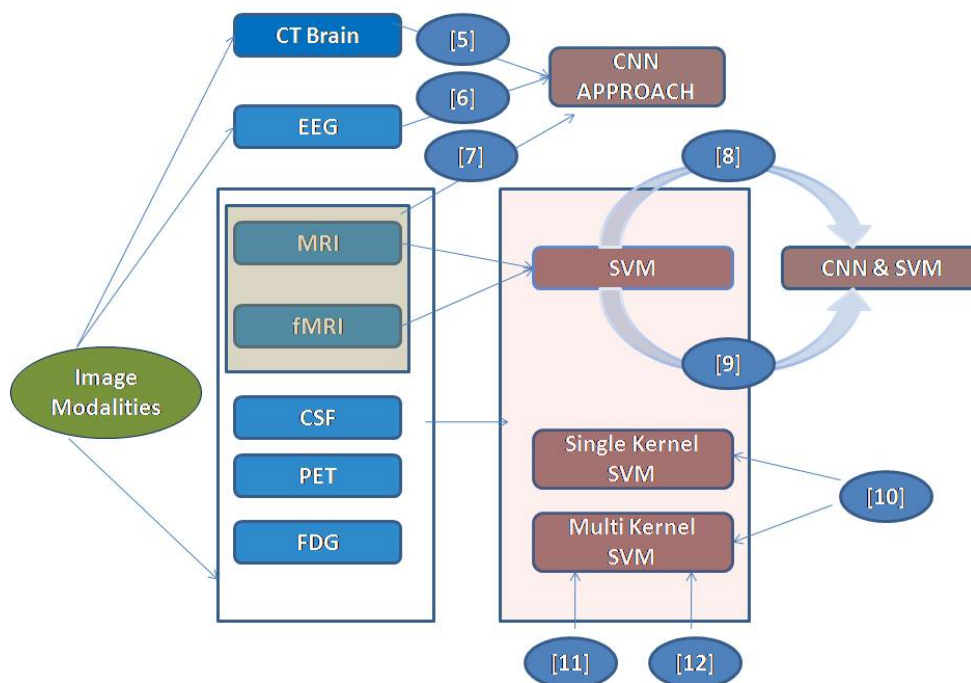 CT Brain
[5]
CNN
APPROACH
[6]
EEG
[7]
[8]
MRI
SVM
CNN & SVM
fMRI
[9]
Image
Modalities
CSF
Single Kernel
SVM
PET
[10]
FDG
Multi Kernel
SVM
[11]
[12]